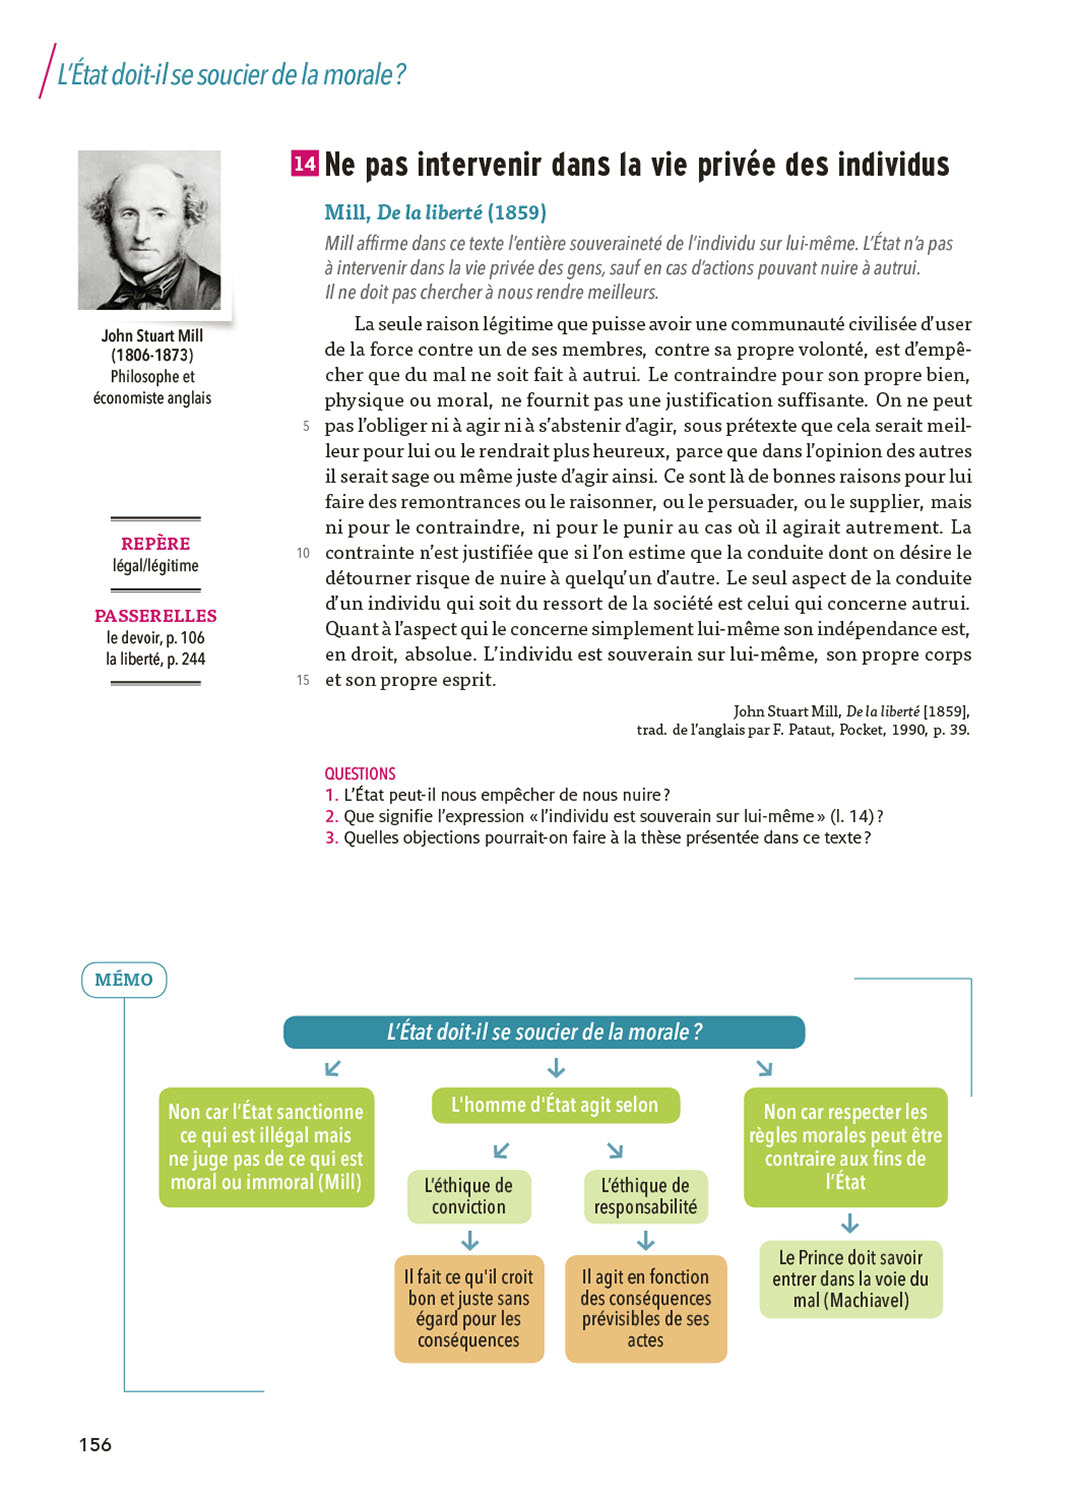 L'État doit-il se soucier de la morale ?
14 Ne pas intervenir dans la vie privée des individus
Mill, De la liberté (1859)
Mill affirme dans ce texte l'entière souveraineté de l'individu sur lui-même. L'État n'a pas
à intervenir dans la vie privée des gens, sauf en cas d'actions pouvant nuire à autrui.
Il ne doit pas chercher à nous rendre meilleurs.
John Stuart Mill
(1806-1873)
Philosophe et
économiste anglais
La seule raison légitime que puisse avoir une communauté civilisée d'user
de la force contre un de ses membres, contre sa propre volonté, est d'empê-
cher que du mal ne soit fait à autrui. Le contraindre pour son propre bien,
physique ou moral, ne fournit pas une justification suffisante. On ne peut
5 pas l'obliger ni à agir ni à s'abstenir d'agir, sous prétexte que cela serait meil-
leur pour lui ou le rendrait plus heureux, parce que dans l'opinion des autres
il serait sage ou même juste d'agir ainsi. Ce sont là de bonnes raisons pour lui
faire des remontrances ou le raisonner, ou le persuader, ou le supplier, mais
ni pour le contraindre, ni pour le punir au cas où il agirait autrement. La
10 contrainte n'est justifiée que si l'on estime que la conduite dont on désire le
détourner risque de nuire à quelqu'un d'autre. Le seul aspect de la conduite
d'un individu qui soit du ressort de la société est celui qui concerne autrui.
Quant à l'aspect qui le concerne simplement lui-même son indépendance est,
en droit, absolue. L'individu est souverain sur lui-même, son propre corps
15 et son propre esprit.
John Stuart Mill, De la liberté [1859],
trad. de l'anglais par F. Pataut, Pocket, 1990, p. 39.
REPÈRE
légal/légitime
PASSERELLES
le devoir, p. 106
la liberté, p. 244
QUESTIONS
1. L'État peut-il nous empêcher de nous nuire ?
2. Que signifie l'expression « l'individu est souverain sur lui-même » (l. 14) ?
3. Quelles objections pourrait-on faire à la thèse présentée dans ce texte ?
MÉMO
L'État doit-il se soucier de la morale ?
Non car l'État sanctionne
ce qui est illégal mais
ne juge pas de ce qui est
moral ou immoral (Mill)
L'homme d'État agit selon
L'éthique de
conviction
Il fait ce qu'il croit
bon et juste sans
égard pour les
conséquences
L'éthique de
responsabilité
Il agit en fonction
des conséquences
prévisibles de ses
actes
Non car respecter les
règles morales peut être
contraire aux fins de
l'État
Le Prince doit savoir
entrer dans la voie du
mal (Machiavel)
156